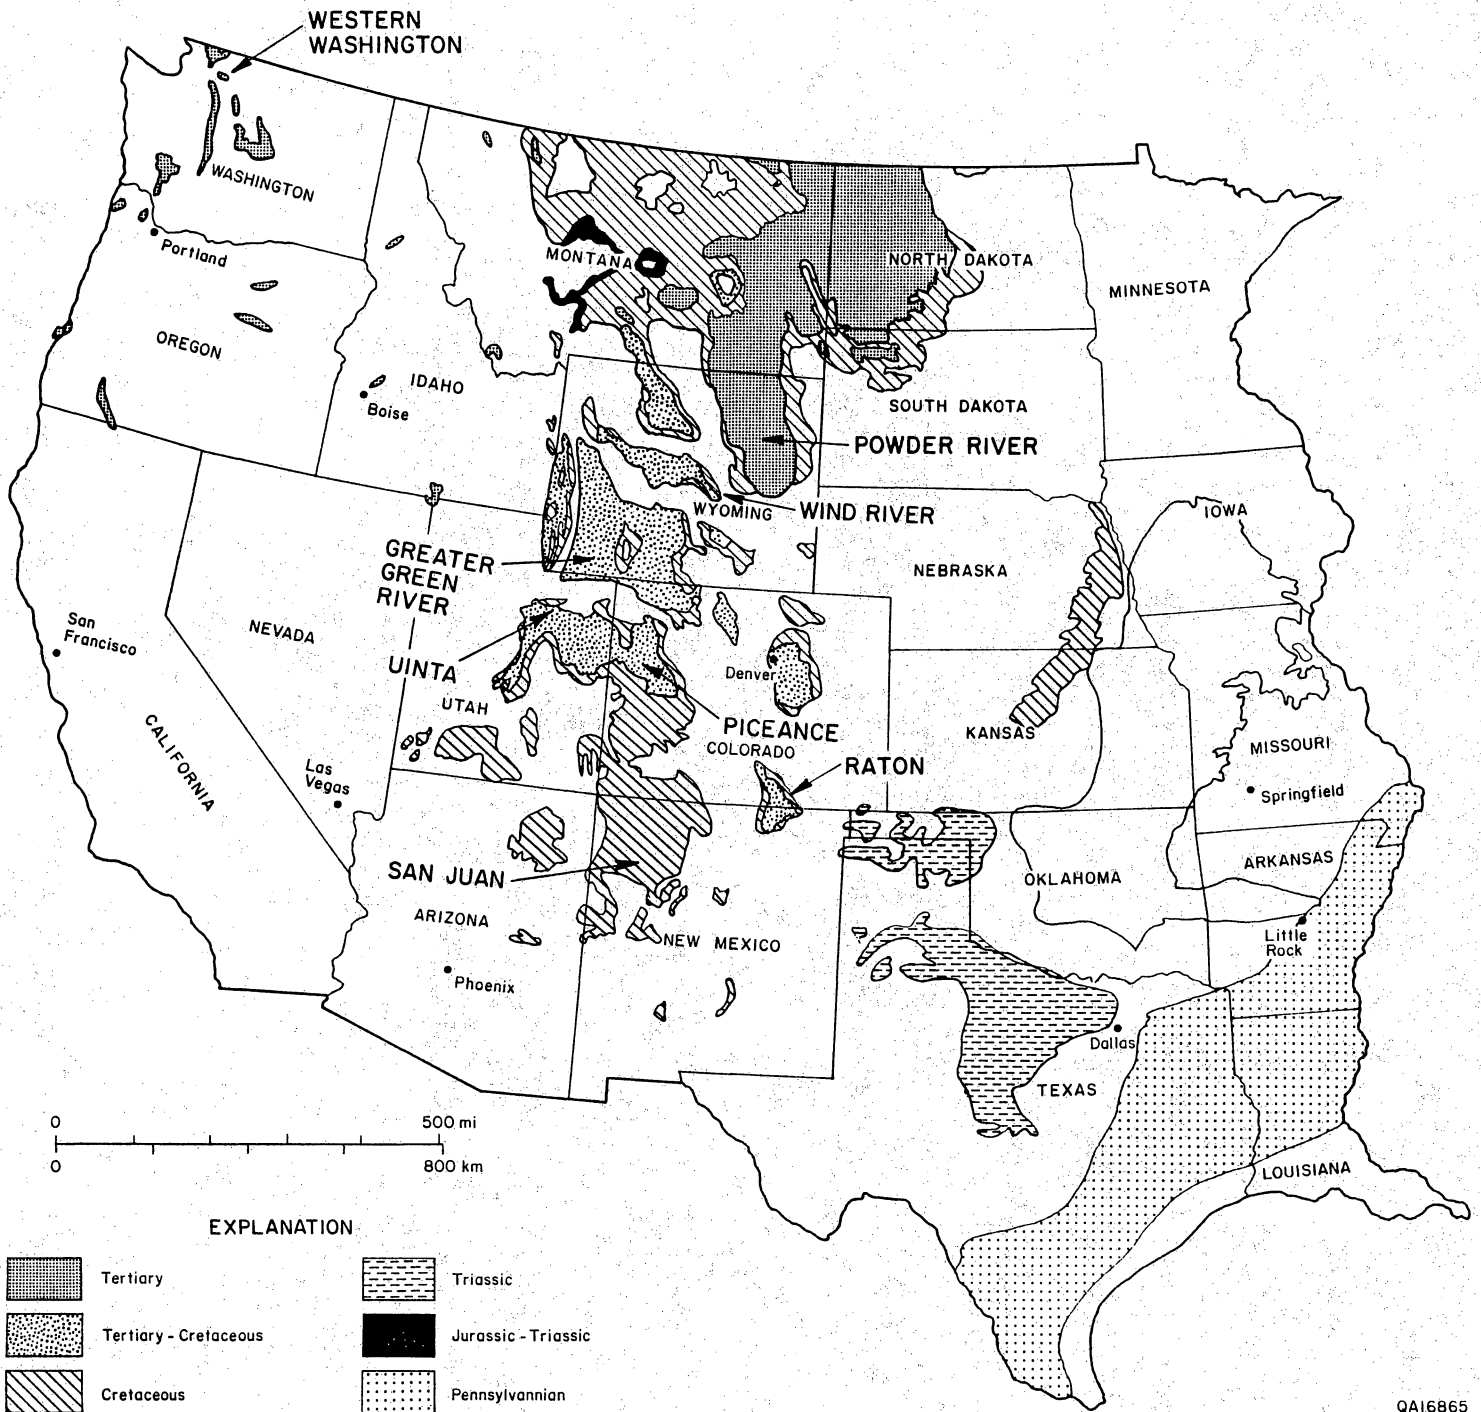 WESTERN
WASHINGTON
WASHINGTON
Portland
MONTANA
NORTH DAKOTA
MINNESOTA
OREGON
IDAHO
Boise
SOUTH DAKOTA
POWDER RIVER
WYOMING
WIND RIVER
IOWA
GREATER
GREEN
RIVER
NEBRASKA
San
Francisco
NEVADA
UINTA
Denver
UTAH
PICEANCE
COLORADO
KANSAS
MISSOURI
CALIFORNIA
Las
Vegas
RATON
Springfield
SAN JUAN
OKLAHOMA
ARKANSAS
ARIZONA
NEW MEXICO
Little
Rock
Phoenix
Dallas
TEXAS
0
500 mi
0
800 km
LOUISIANA
EXPLANATION
Tertiary
Triassic
Tertiary - Cretaceous
Jurassic - Triassic
Cretaceous
Pennsylvannian
QA16865